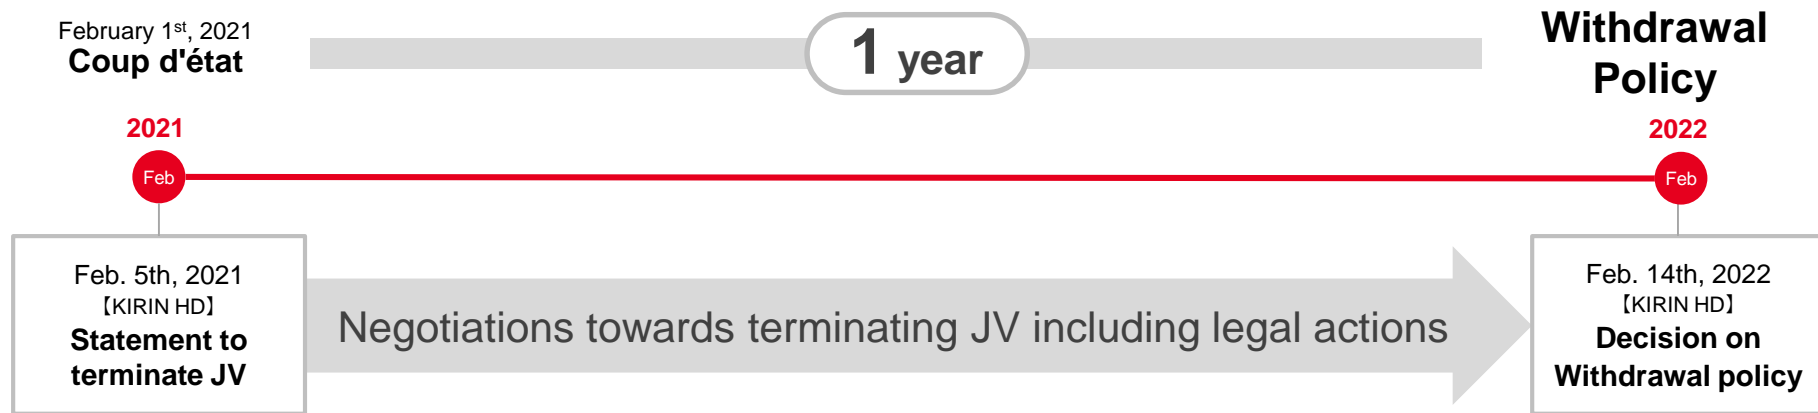 February 1st, 2021
Coup d'état
1 year
Withdrawal
Policy
2021
2022
Feb
Feb
Feb. 5th, 2021
【KIRIN HD】
Statement to
terminate JV
Negotiations towards terminating JV including legal actions
Feb. 14th, 2022
【KIRIN HD】
Decision on
Withdrawal policy